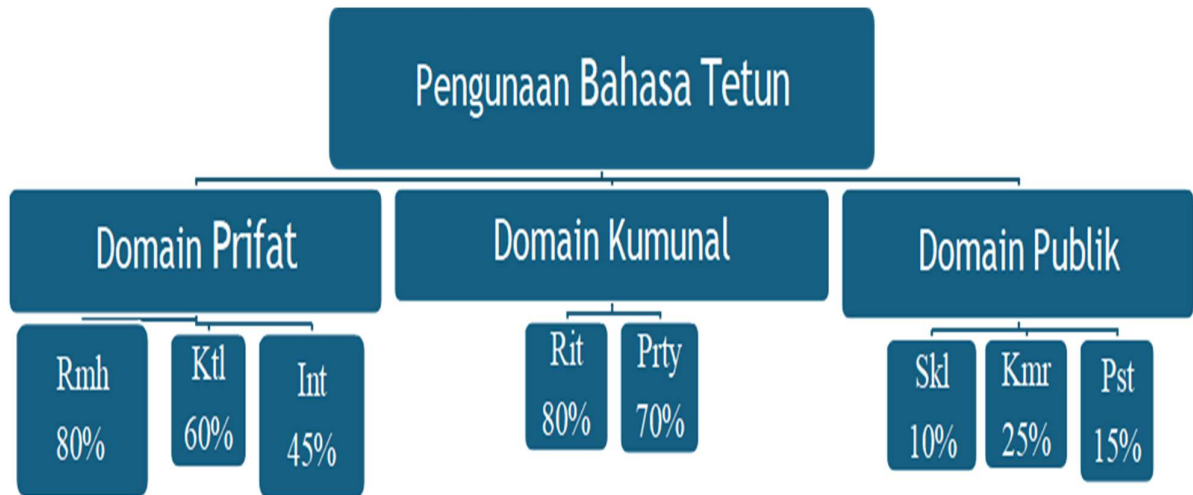 Pengunaan Bahasa Tetun
Domain Prifat
Domain Kumunal
Domain Publik
Rmh
80%
Ktl
60%
Int
45%
Rit
80%
Prty
70%
Skl
10%
Kmr
25%
Pst
15%